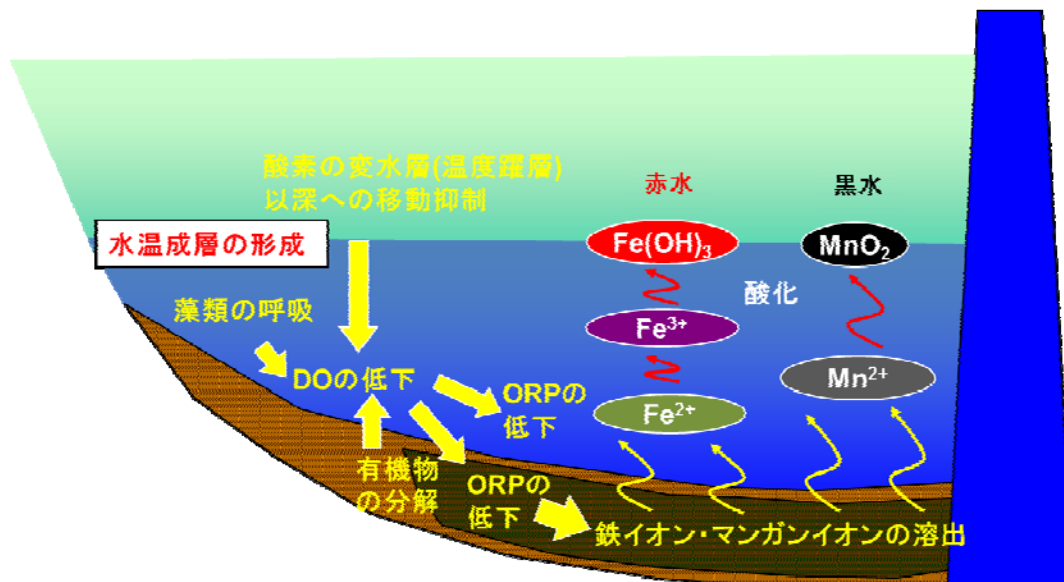 酸素の変水層(温度躍層)
以深への移動抑制
赤水
黒水
水温成層の形成
Fe(OH)₃
MnO₂
酸化
藻類の呼吸
Fe³⁺
DOの低下
Mn²⁺
ORPの
低下
Fe²⁺
有機物
の分解
ORPの
低下
鉄イオン・マンガンイオンの溶出